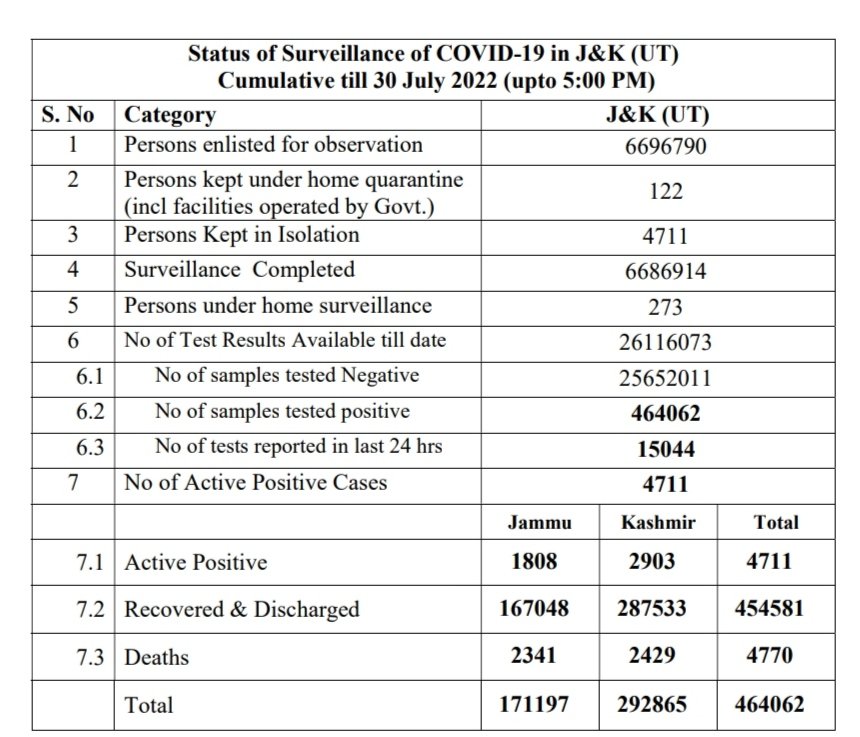 Status of Surveillance of COVID-19 in J&K (UT)
Cumulative till 30 July 2022 (upto 5:00 PM)
S. No Category J&K (UT)
1 Persons enlisted for observation 6696790
2 Persons kept under home quarantine
(incl facilities operated by Govt.) 122
3 Persons Kept in Isolation 4711
4 Surveillance Completed 6686914
5 Persons under home surveillance 273
6 No of Test Results Available till date 26116073
6.1 No of samples tested Negative 25652011
6.2 No of samples tested positive 464062
6.3 No of tests reported in last 24 hrs 15044
7 No of Active Positive Cases 4711
Jammu Kashmir Total
7.1 Active Positive 1808 2903 4711
7.2 Recovered & Discharged 167048 287533 454581
7.3 Deaths 2341 2429 4770
Total 171197 292865 464062